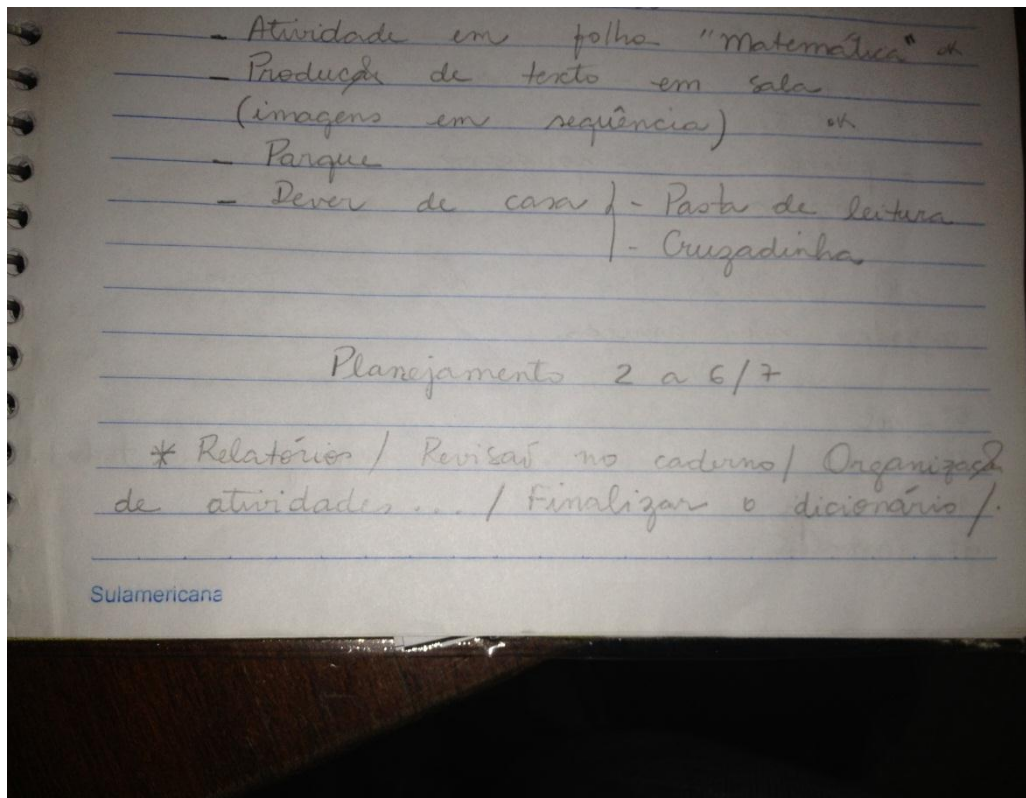 - Atividade em folha "Matemática" ok
- Produção de texto em sala
(imagens em sequência) ok
- Parque
- Dever de casa } - Pasta de leitura
- Cruzadinha
Planejamento 2 a 6/7
* Relatórios / Revisão no caderno / Organização
de atividades... / Finalizar o dicionário /.
Sulamericana